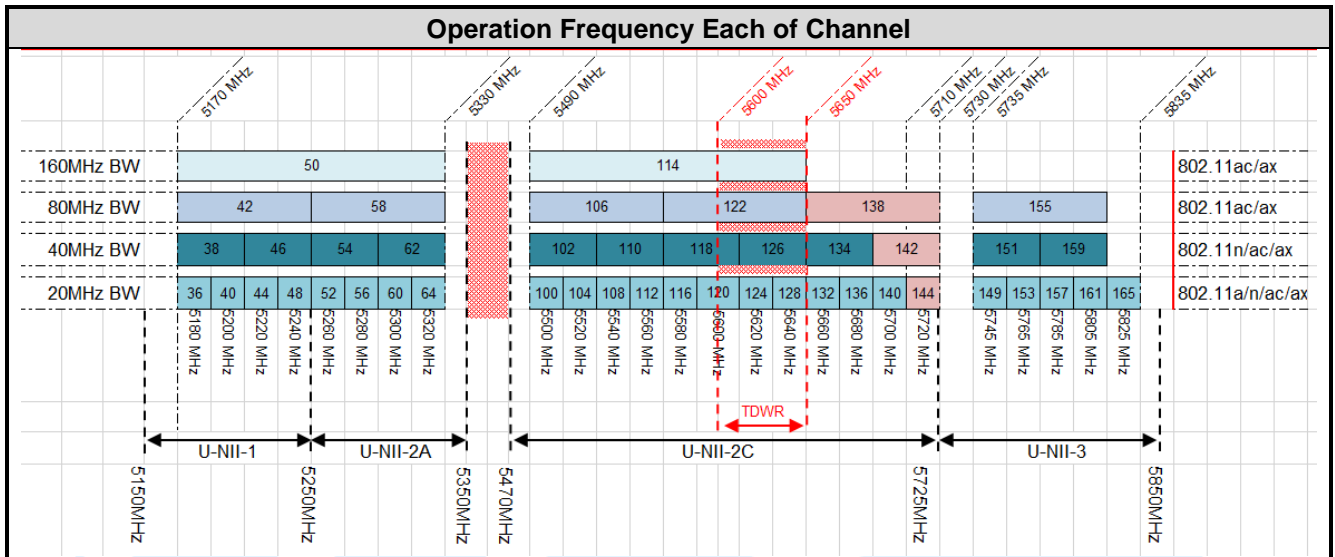 Operation Frequency Each of Channel
5170 MHz 5330 MHz 5490 MHz 5600 MHz 5650 MHz 5710 MHz 5730 MHz 5735 MHz 5835 MHz
160MHz BW 50 114 802.11ac/ax
80MHz BW 42 58 106 122 138 155 802.11ac/ax
40MHz BW 38 46 54 62 102 110 118 126 134 142 151 159 802.11n/ac/ax
20MHz BW 36 40 44 48 52 56 60 64 100 104 108 112 116 120 124 128 132 136 140 144 149 153 157 161 165 802.11a/n/ac/ax
5180 MHz 5200 MHz 5220 MHz 5240 MHz 5260 MHz 5280 MHz 5300 MHz 5320 MHz 5500 MHz 5520 MHz 5540 MHz 5560 MHz 5580 MHz 5600 MHz 5620 MHz 5640 MHz 5660 MHz 5680 MHz 5700 MHz 5720 MHz 5745 MHz 5765 MHz 5785 MHz 5805 MHz 5825 MHz
TDWR
U-NII-1 U-NII-2A U-NII-2C U-NII-3
5150MHz 5250MHz 5350MHz 5470MHz 5725MHz 5850MHz